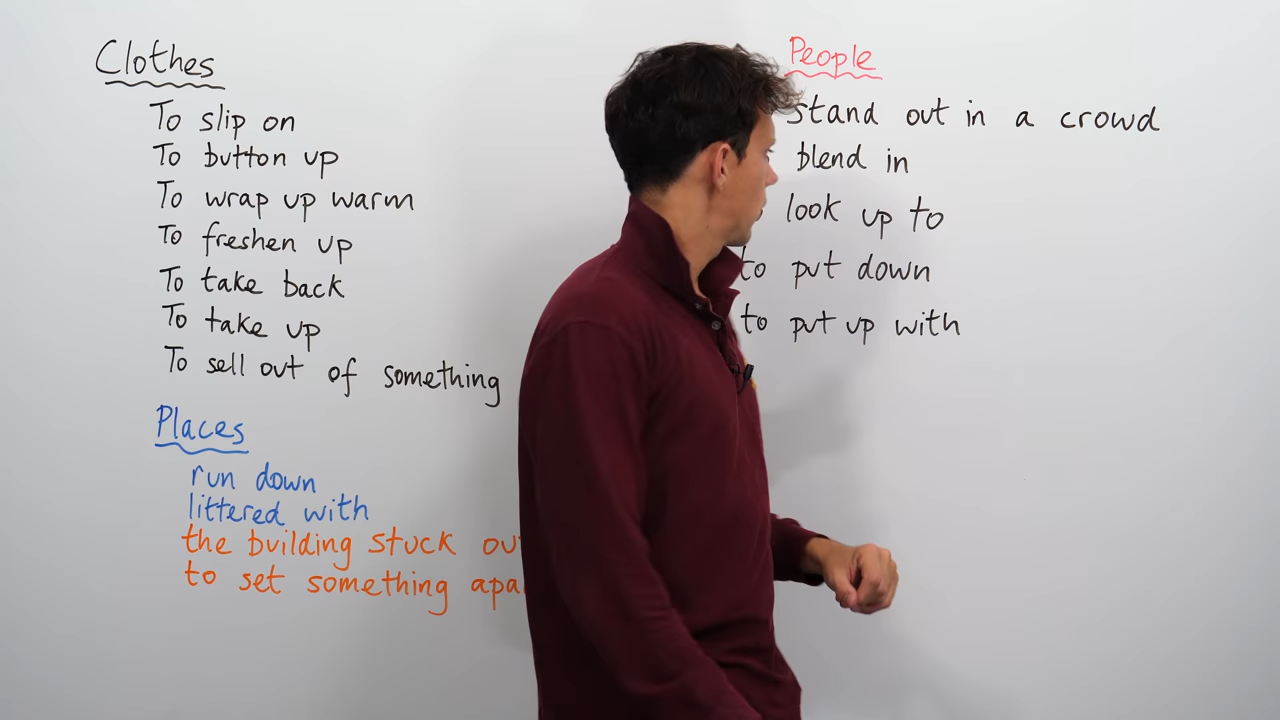 Clothes
To slip on
To button up
To wrap up warm
To freshen up
To take back
To take up
To sell out of something
Places
run down
littered with
the building stuck
to set something
People
stand out in a crowd
blend in
look up to
to put down
to put up with